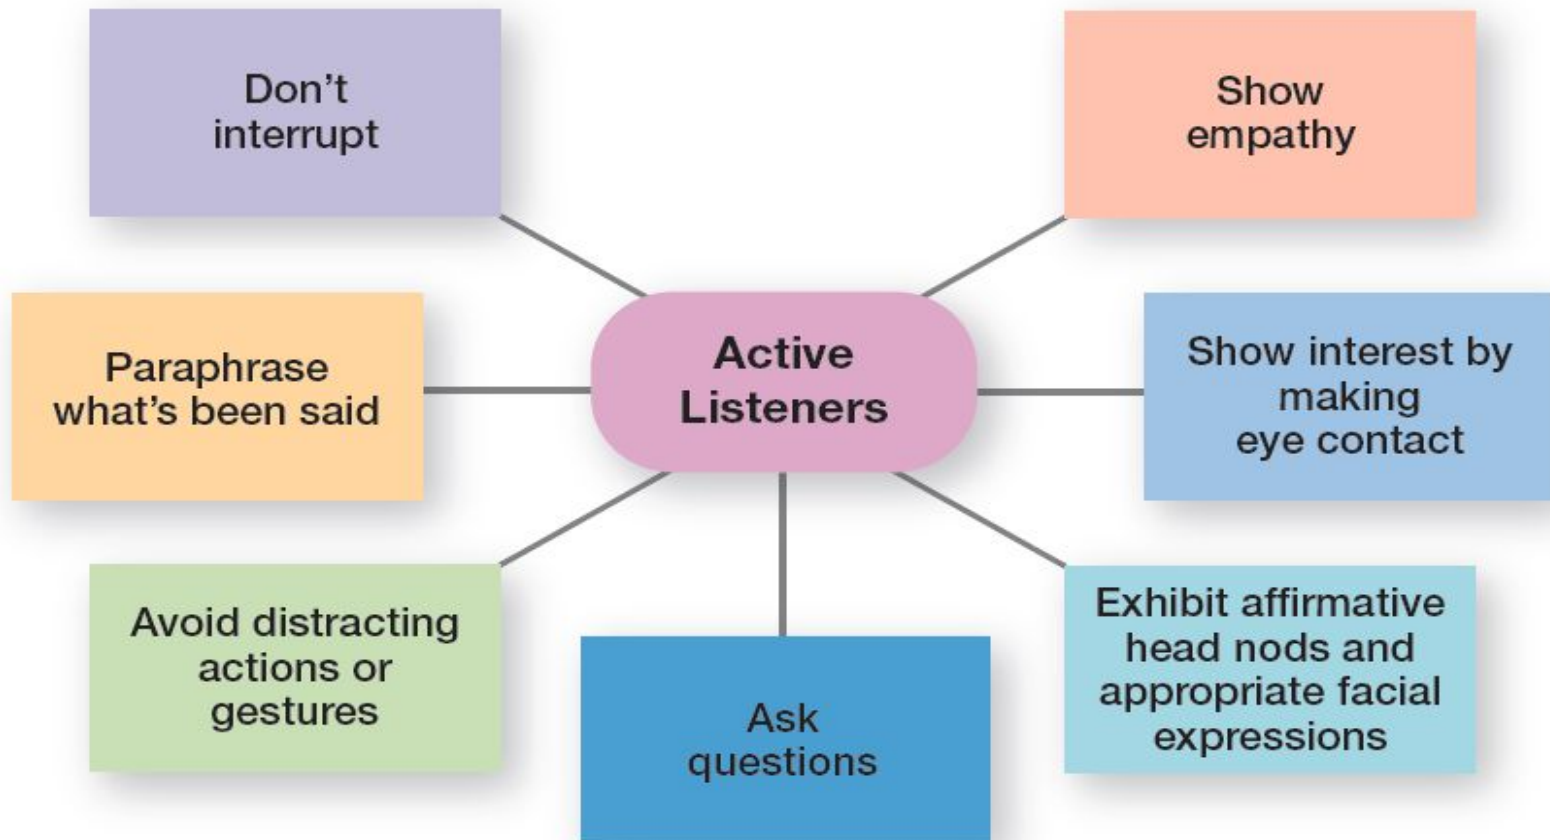 Don't
interrupt
Show
empathy
Paraphrase
what's been said
Active
Listeners
Show interest by
making
eye contact
Avoid distracting
actions or
gestures
Ask
questions
Exhibit affirmative
head nods and
appropriate facial
expressions